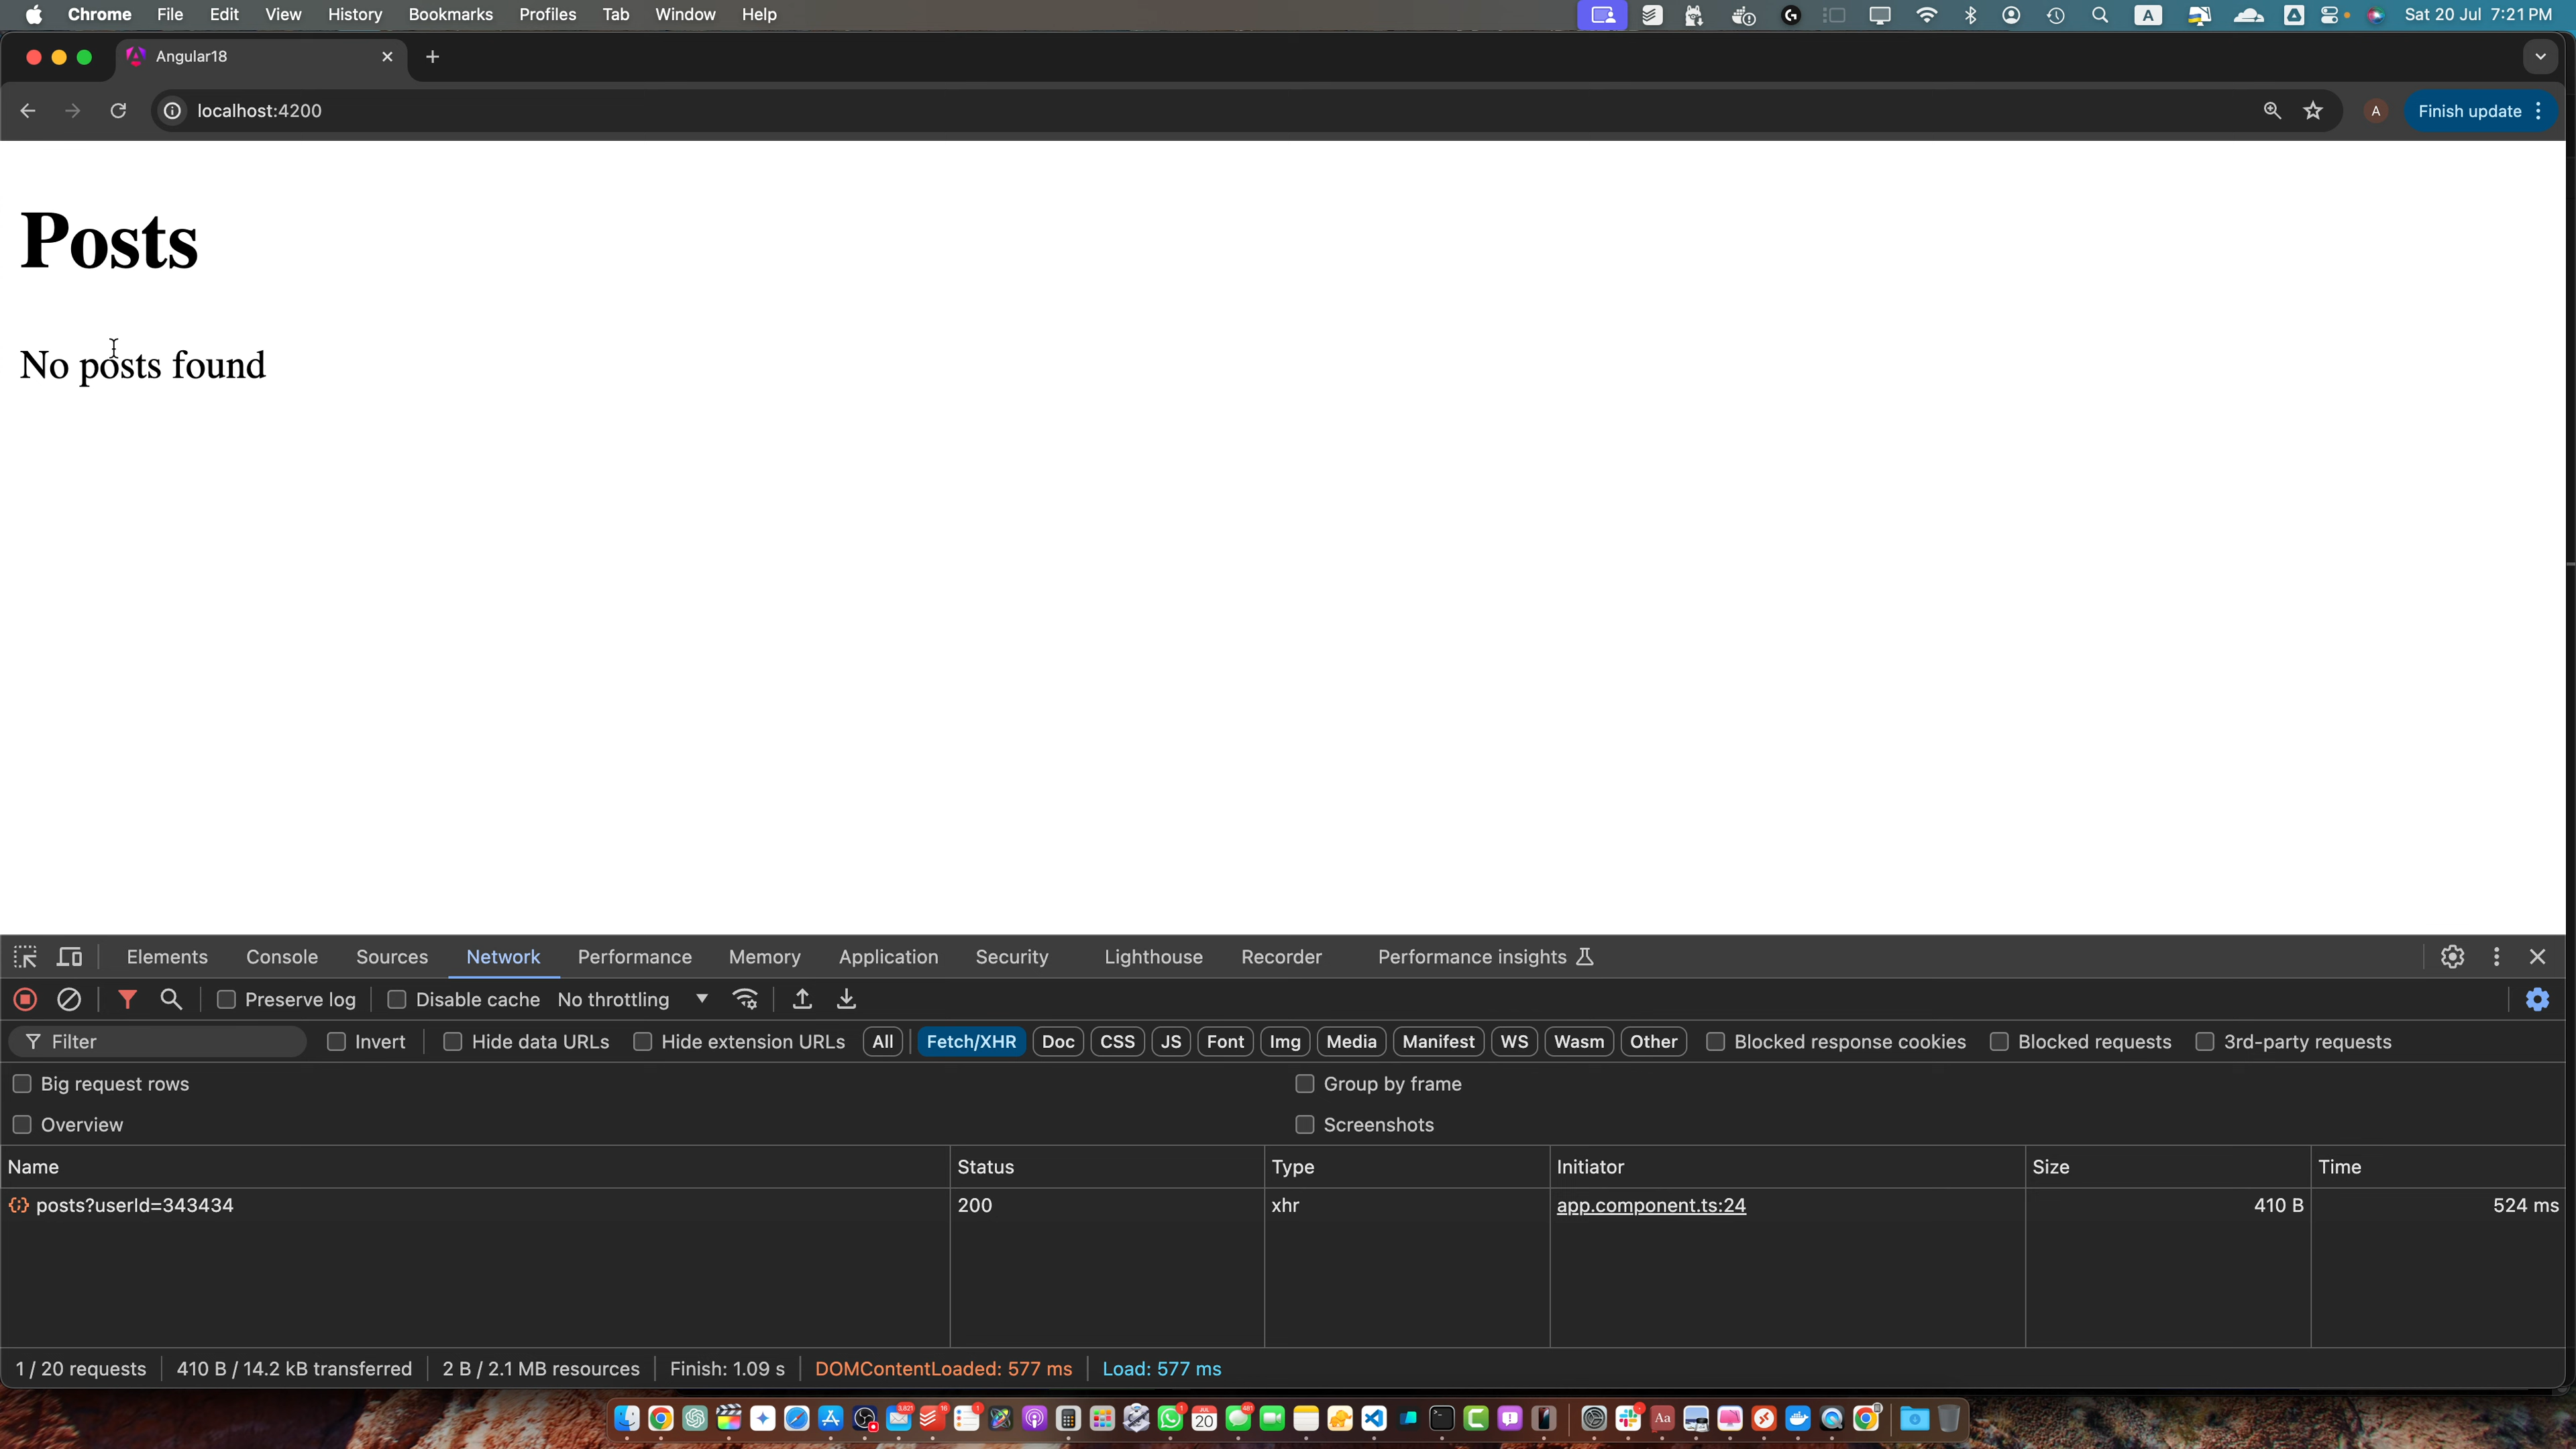 Chrome File Edit View History Bookmarks Profiles Tab Window Help A Sat 20 Jul 7:21 PM
Angular18
localhost:4200 A Finish update
Posts
No posts found
Elements Console Sources Network Performance Memory Application Security Lighthouse Recorder Performance insights
Preserve log Disable cache No throttling
Filter Invert Hide data URLs Hide extension URLs All Fetch/XHR Doc CSS JS Font Img Media Manifest WS Wasm Other Blocked response cookies Blocked requests 3rd-party requests
Big request rows Group by frame
Overview Screenshots
Name Status Type Initiator Size Time
posts?userId=343434 200 xhr app.component.ts:24 410 B 524 ms
1 / 20 requests 410 B / 14.2 kB transferred 2 B / 2.1 MB resources Finish: 1.09 s DOMContentLoaded: 577 ms Load: 577 ms
20 Aa